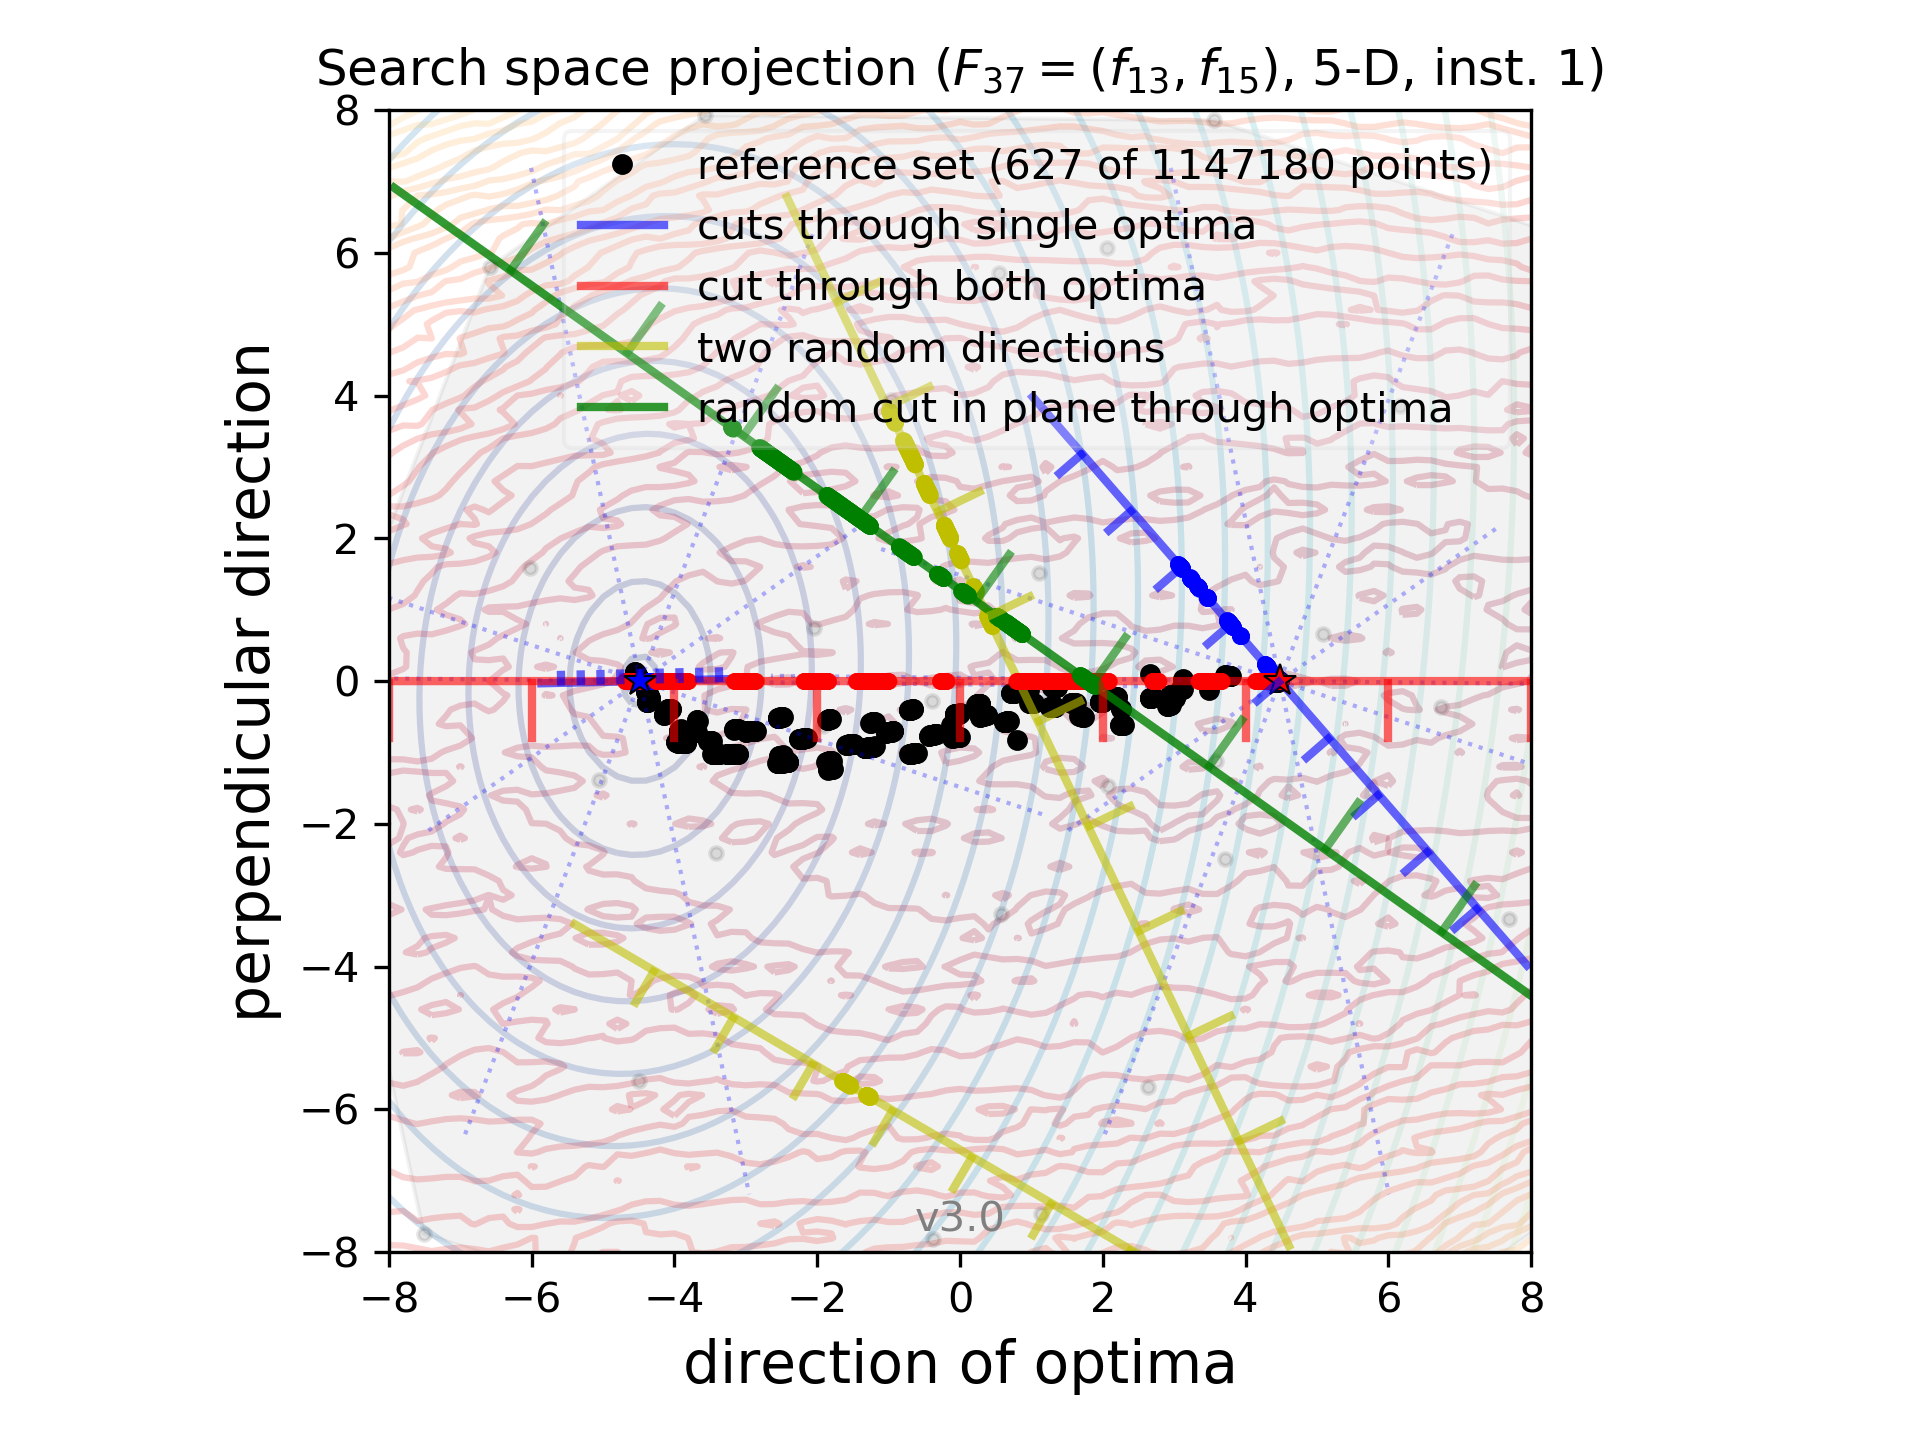 Search space projection (F37 = (f13, f15), 5-D, inst. 1)
reference set (627 of 1147180 points)
cuts through single optima
cut through both optima
two random directions
random cut in plane through optima
8
6
4
2
0
−2
−4
−6
−8
perpendicular direction
v3.0
−8 −6 −4 −2 0 2 4 6 8
direction of optima